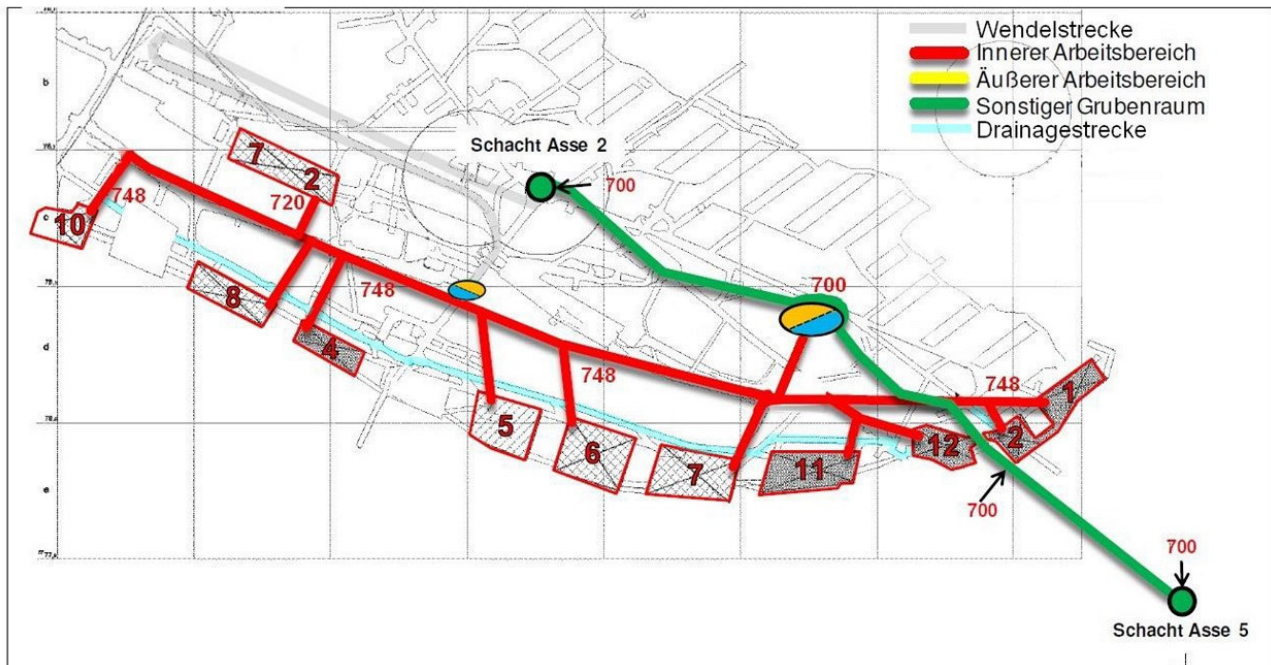 Wendelstrecke
Innerer Arbeitsbereich
Äußerer Arbeitsbereich
Sonstiger Grubenraum
Drainagestrecke
Schacht Asse 2
700
7
2
748
720
10
8
748
4
700
748
748
1
5
6
7
11
12
2
700
700
Schacht Asse 5
b
c
d
e